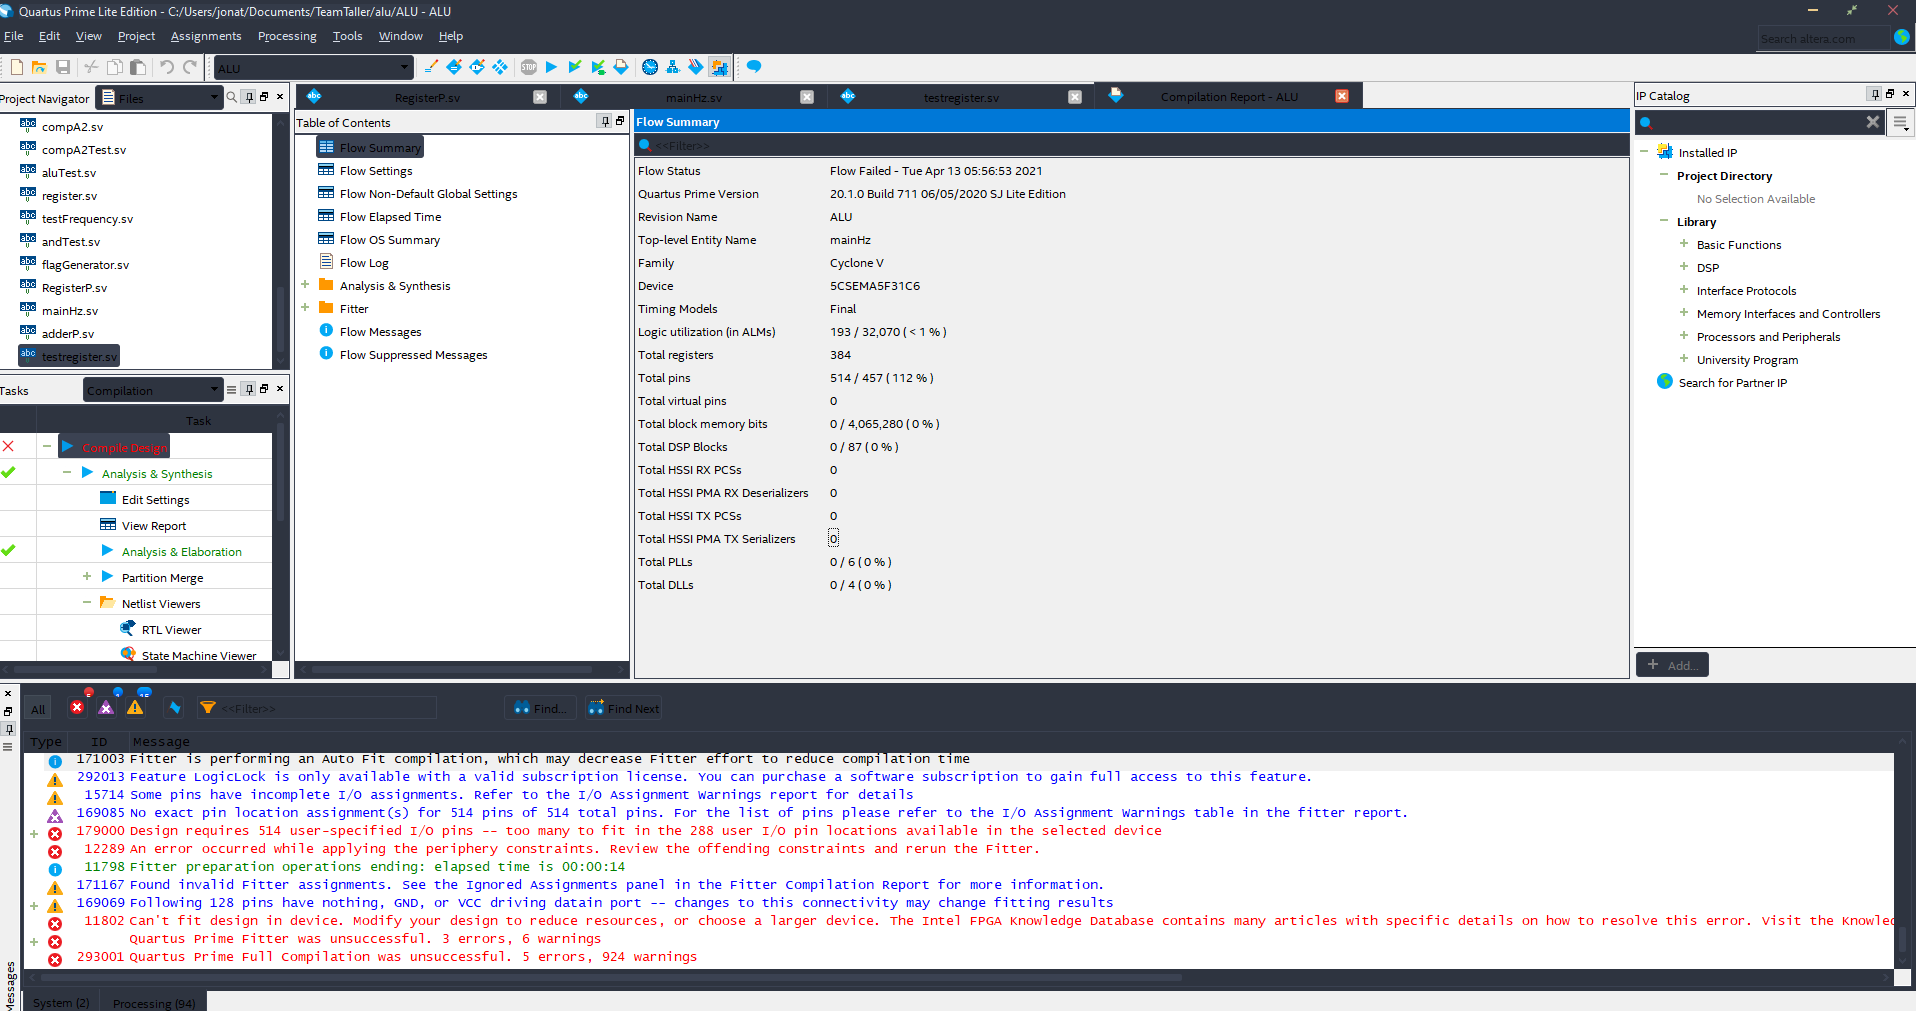 Quartus Prime Lite Edition - C:/Users/jonat/Documents/TeamTaller/alu/ALU - ALU
File Edit View Project Assignments Processing Tools Window Help
Search altera.com
ALU
Project Navigator Files
compA2.sv
compA2Test.sv
aluTest.sv
register.sv
testFrequency.sv
andTest.sv
flagGenerator.sv
RegisterP.sv
mainHz.sv
adderP.sv
testregister.sv
Tasks Compilation
Task
Compile Design
Analysis & Synthesis
Edit Settings
View Report
Analysis & Elaboration
Partition Merge
Netlist Viewers
RTL Viewer
State Machine Viewer
RegisterP.sv mainHz.sv testregister.sv Compilation Report - ALU
Table of Contents
Flow Summary
Flow Settings
Flow Non-Default Global Settings
Flow Elapsed Time
Flow OS Summary
Flow Log
Analysis & Synthesis
Fitter
Flow Messages
Flow Suppressed Messages
Flow Summary
<<Filter>>
Flow Status Flow Failed - Tue Apr 13 05:56:53 2021
Quartus Prime Version 20.1.0 Build 711 06/05/2020 SJ Lite Edition
Revision Name ALU
Top-level Entity Name mainHz
Family Cyclone V
Device 5CSEMA5F31C6
Timing Models Final
Logic utilization (in ALMs) 193 / 32,070 ( < 1 % )
Total registers 384
Total pins 514 / 457 ( 112 % )
Total virtual pins 0
Total block memory bits 0 / 4,065,280 ( 0 % )
Total DSP Blocks 0 / 87 ( 0 % )
Total HSSI RX PCSs 0
Total HSSI PMA RX Deserializers 0
Total HSSI TX PCSs 0
Total HSSI PMA TX Serializers 0
Total PLLs 0 / 6 ( 0 % )
Total DLLs 0 / 4 ( 0 % )
IP Catalog
Installed IP
Project Directory
No Selection Available
Library
Basic Functions
DSP
Interface Protocols
Memory Interfaces and Controllers
Processors and Peripherals
University Program
Search for Partner IP
+ Add...
All <<Filter>> Find... Find Next
Type ID Message
171003 Fitter is performing an Auto Fit compilation, which may decrease Fitter effort to reduce compilation time
292013 Feature LogicLock is only available with a valid subscription license. You can purchase a software subscription to gain full access to this feature.
15714 Some pins have incomplete I/O assignments. Refer to the I/O Assignment Warnings report for details
169085 No exact pin location assignment(s) for 514 pins of 514 total pins. For the list of pins please refer to the I/O Assignment Warnings table in the fitter report.
179000 Design requires 514 user-specified I/O pins -- too many to fit in the 288 user I/O pin locations available in the selected device
12289 An error occurred while applying the periphery constraints. Review the offending constraints and rerun the Fitter.
11798 Fitter preparation operations ending: elapsed time is 00:00:14
171167 Found invalid Fitter assignments. See the Ignored Assignments panel in the Fitter Compilation Report for more information.
169069 Following 128 pins have nothing, GND, or VCC driving datain port -- changes to this connectivity may change fitting results
11802 Can't fit design in device. Modify your design to reduce resources, or choose a larger device. The Intel FPGA Knowledge Database contains many articles with specific details on how to resolve this error. Visit the Knowled
Quartus Prime Fitter was unsuccessful. 3 errors, 6 warnings
293001 Quartus Prime Full Compilation was unsuccessful. 5 errors, 924 warnings
Messages
System (2) Processing (94)